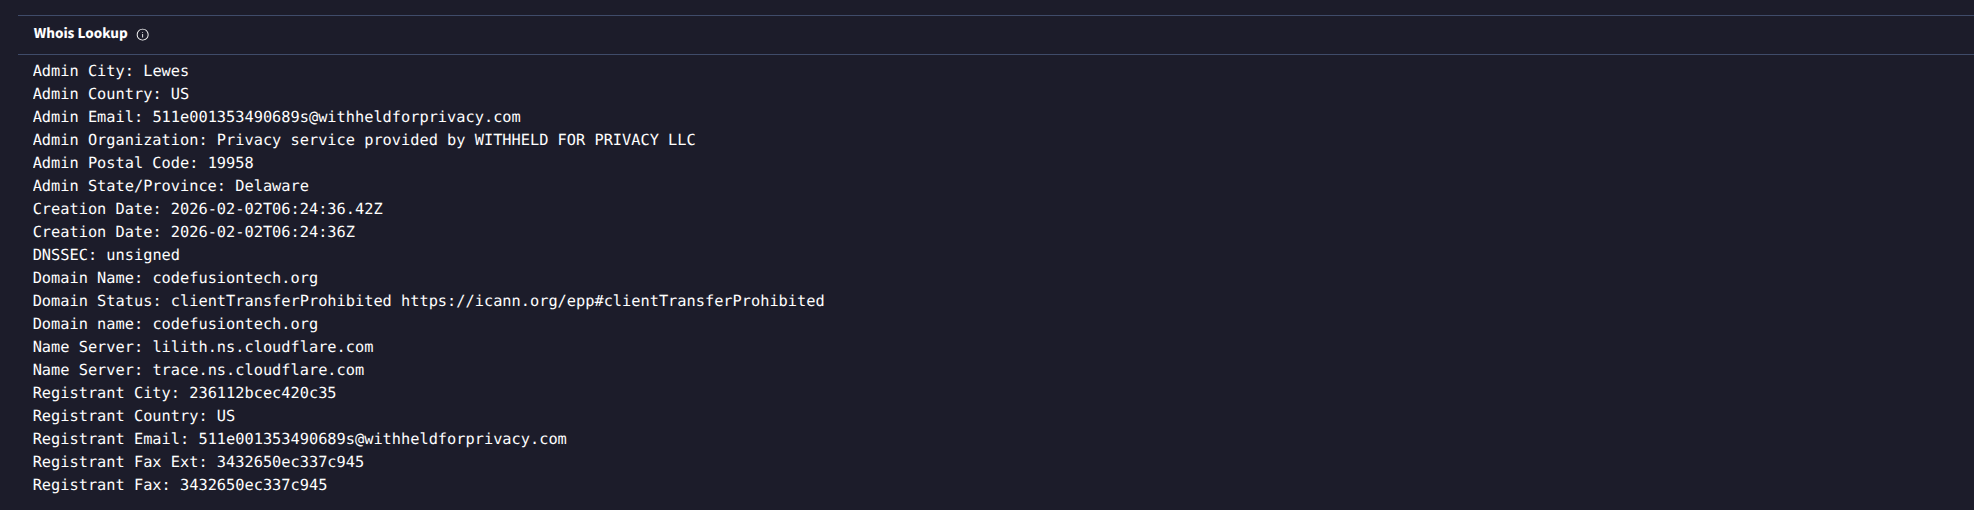 Whois Lookup
Admin City: Lewes
Admin Country: US
Admin Email: 511e001353490689s@withheldforprivacy.com
Admin Organization: Privacy service provided by WITHHELD FOR PRIVACY LLC
Admin Postal Code: 19958
Admin State/Province: Delaware
Creation Date: 2026-02-02T06:24:36.42Z
Creation Date: 2026-02-02T06:24:36Z
DNSSEC: unsigned
Domain Name: codefusiontech.org
Domain Status: clientTransferProhibited https://icann.org/epp#clientTransferProhibited
Domain name: codefusiontech.org
Name Server: lilith.ns.cloudflare.com
Name Server: trace.ns.cloudflare.com
Registrant City: 236112bcec420c35
Registrant Country: US
Registrant Email: 511e001353490689s@withheldforprivacy.com
Registrant Fax Ext: 3432650ec337c945
Registrant Fax: 3432650ec337c945